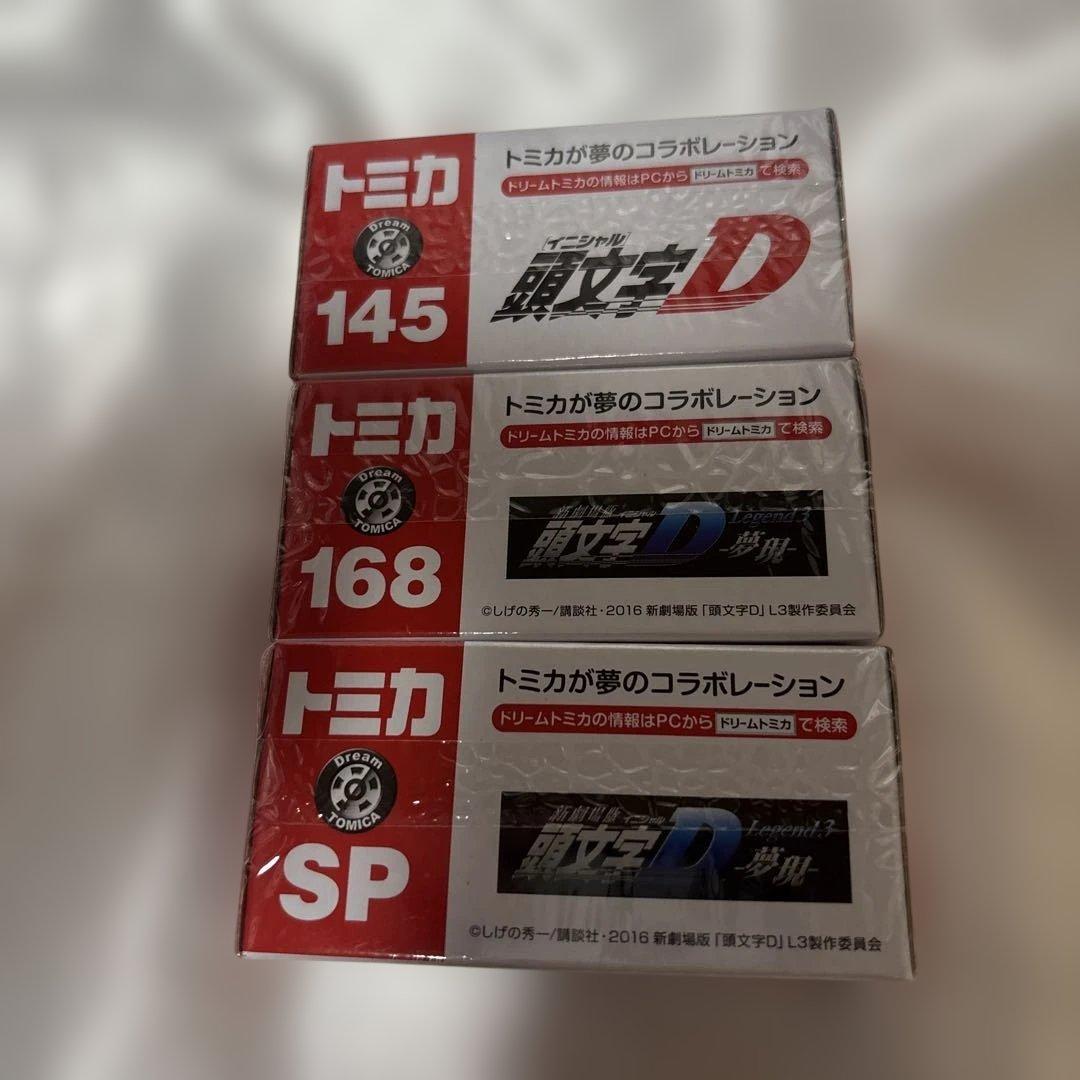 トミカ
Dream
TOMICA
145
トミカが夢のコラボレーション
ドリームトミカの情報はPCから ドリームトミカ で検索
[イニシャル]
頭文字D
トミカ
Dream
TOMICA
168
トミカが夢のコラボレーション
ドリームトミカの情報はPCから ドリームトミカ で検索
新劇場版 イニシャル
頭文字D Legend3
-夢現-
©しげの秀一/講談社・2016 新劇場版「頭文字D」L3製作委員会
トミカ
Dream
TOMICA
SP
トミカが夢のコラボレーション
ドリームトミカの情報はPCから ドリームトミカ で検索
新劇場版 イニシャル
頭文字D Legend3
-夢現-
©しげの秀一/講談社・2016 新劇場版「頭文字D」L3製作委員会